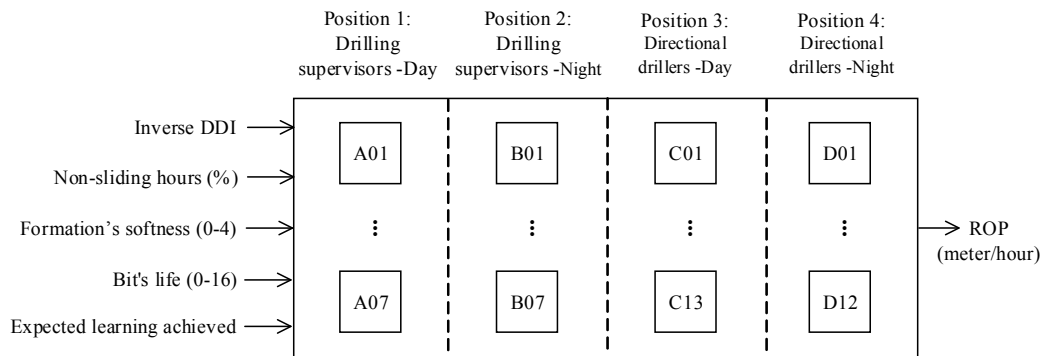 Position 1:
Drilling
supervisors -Day
Position 2:
Drilling
supervisors -Night
Position 3:
Directional
drillers -Day
Position 4:
Directional
drillers -Night
Inverse DDI
Non-sliding hours (%)
Formation's softness (0-4)
Bit's life (0-16)
Expected learning achieved
A01
B01
C01
D01
A07
B07
C13
D12
ROP
(meter/hour)